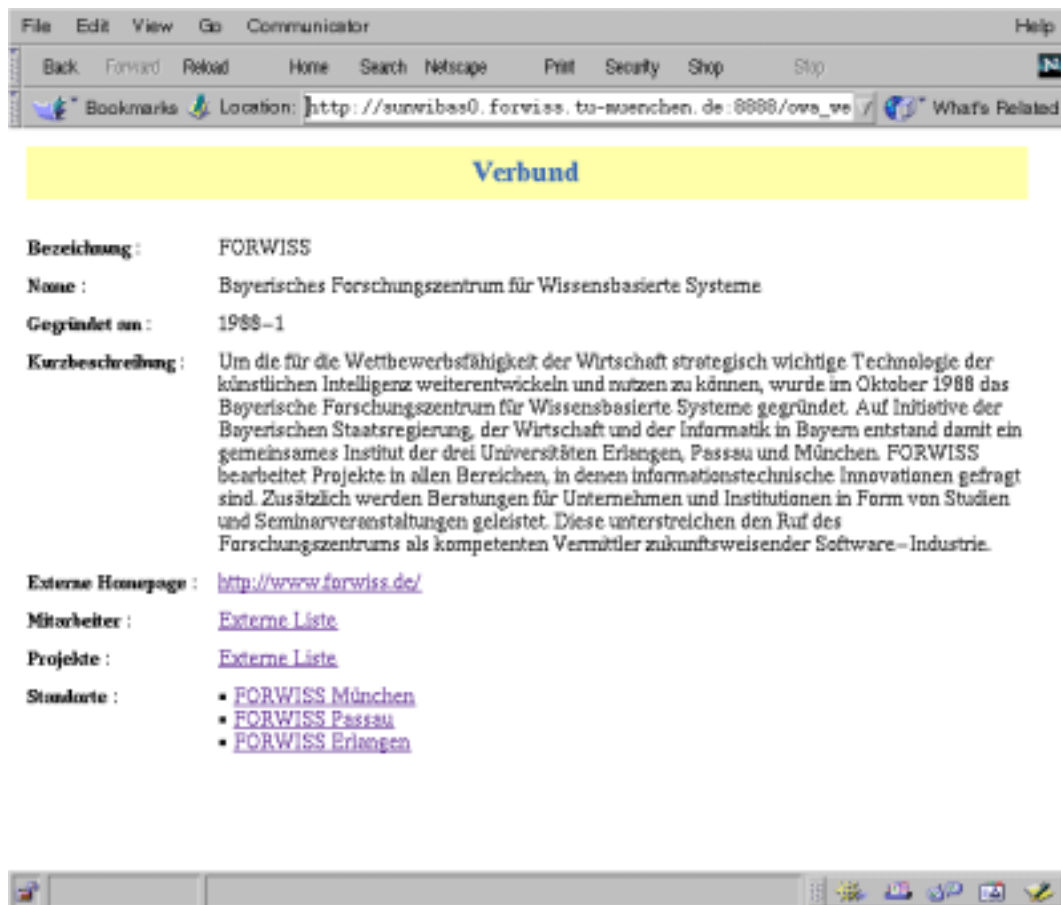 File Edit View Go Communicator Help
Back Forward Reload Home Search Netscape Print Security Shop Stop N
Bookmarks Location: http://sunwibas0.forwiss.tu-muenchen.de:8888/owa_we What's Related
Verbund
Bezeichnung : FORWISS
Name : Bayerisches Forschungszentrum für Wissensbasierte Systeme
Gegründet am : 1988-1
Kurzbeschreibung : Um die für die Wettbewerbsfähigkeit der Wirtschaft strategisch wichtige Technologie der
künstlichen Intelligenz weiterentwickeln und nutzen zu können, wurde im Oktober 1988 das
Bayerische Forschungszentrum für Wissensbasierte Systeme gegründet. Auf Initiative der
Bayerischen Staatsregierung, der Wirtschaft und der Informatik in Bayern entstand damit ein
gemeinsames Institut der drei Universitäten Erlangen, Passau und München. FORWISS
bearbeitet Projekte in allen Bereichen, in denen informationstechnische Innovationen gefragt
sind. Zusätzlich werden Beratungen für Unternehmen und Institutionen in Form von Studien
und Seminarveranstaltungen geleistet. Diese unterstreichen den Ruf des
Forschungszentrums als kompetenten Vermittler zukunftsweisender Software-Industrie.
Externe Homepage : http://www.forwiss.de/
Mitarbeiter : Externe Liste
Projekte : Externe Liste
Standorte : ▪ FORWISS München
▪ FORWISS Passau
▪ FORWISS Erlangen